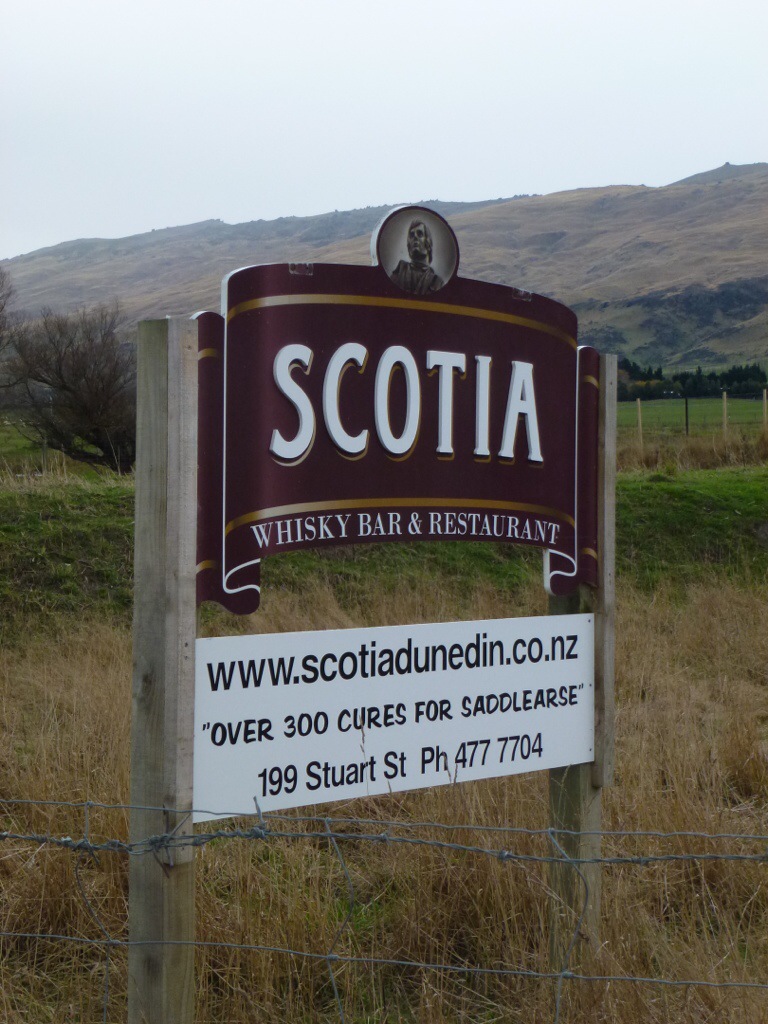 SCOTIA
WHISKY BAR & RESTAURANT
www.scotiadunedin.co.nz
"OVER 300 CURES FOR SADDLEARSE"
199 Stuart St Ph 477 7704